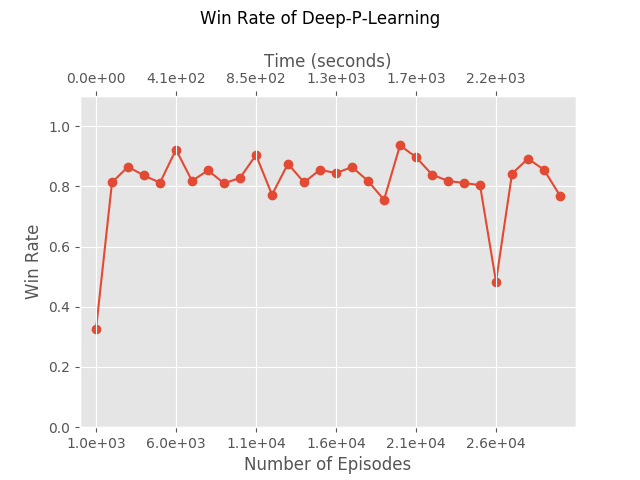 Win Rate of Deep-P-Learning
Time (seconds)
0.0e+00 4.1e+02 8.5e+02 1.3e+03 1.7e+03 2.2e+03
1.0
0.8
0.6
0.4
0.2
0.0
Win Rate
1.0e+03 6.0e+03 1.1e+04 1.6e+04 2.1e+04 2.6e+04
Number of Episodes